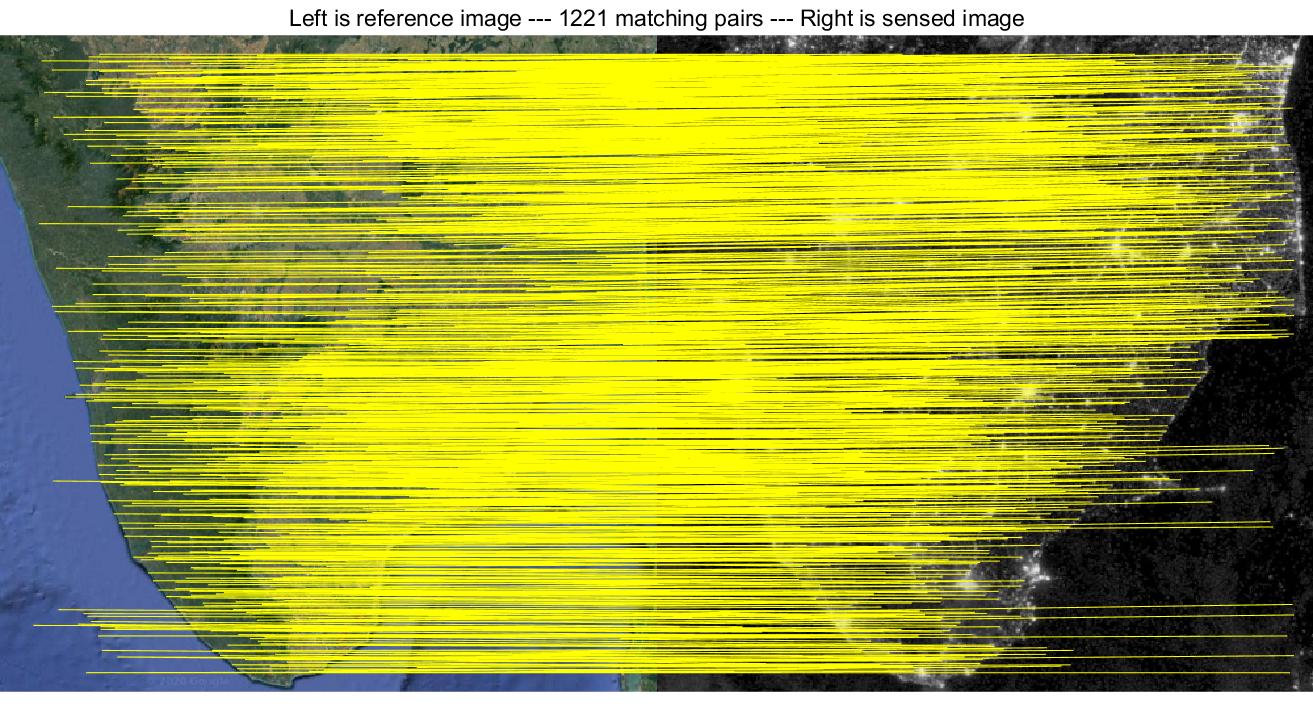 Left is reference image --- 1221 matching pairs --- Right is sensed image